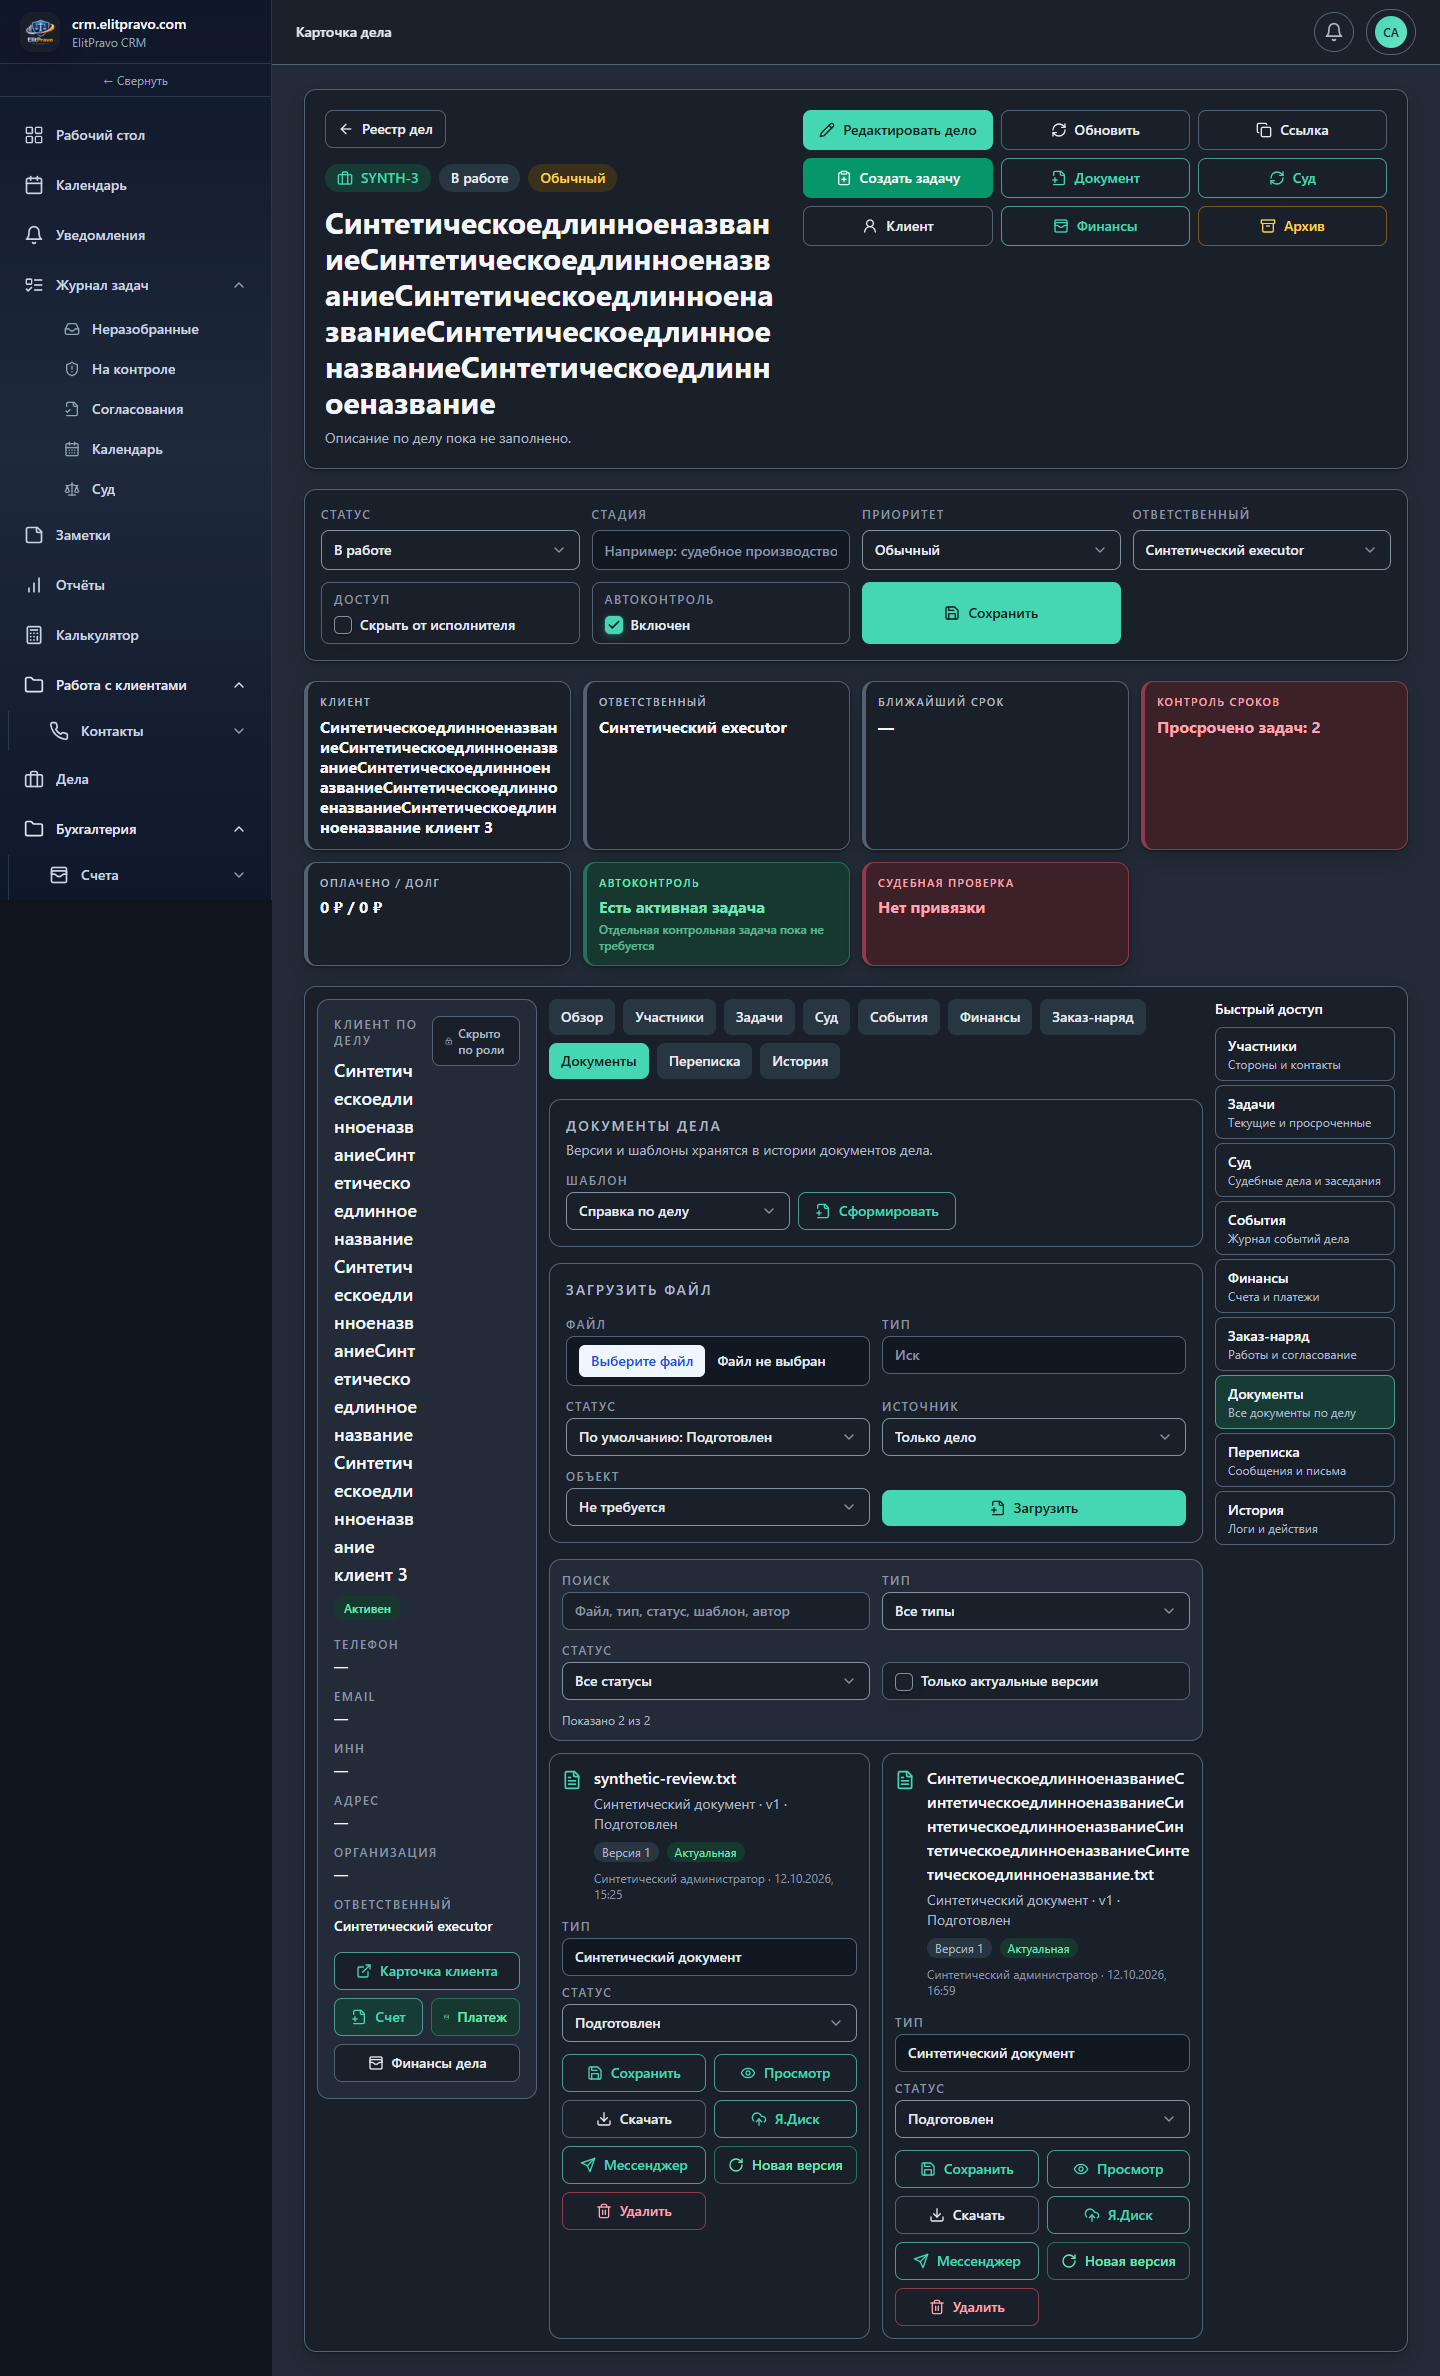 crm.elitpravo.com
ElitPravo CRM
← Свернуть
Рабочий стол
Календарь
Уведомления
Журнал задач
Неразобранные
На контроле
Согласования
Календарь
Суд
Заметки
Отчёты
Калькулятор
Работа с клиентами
Контакты
Дела
Бухгалтерия
Счета
Карточка дела
CA
Реестр дел
Редактировать дело
Обновить
Ссылка
SYNTH-3
В работе
Обычный
Создать задачу
Документ
Суд
Клиент
Финансы
Архив
Синтетическоедлинноеназван
иеСинтетическоедлинноеназв
аниеСинтетическоедлинноена
званиеСинтетическоедлинное
названиеСинтетическоедлинн
оеназвание
Описание по делу пока не заполнено.
СТАТУС
СТАДИЯ
ПРИОРИТЕТ
ОТВЕТСТВЕННЫЙ
В работе
Например: судебное производство
Обычный
Синтетический executor
ДОСТУП
Скрыть от исполнителя
АВТОКОНТРОЛЬ
Включен
Сохранить
КЛИЕНТ
Синтетическоедлинноеназван
иеСинтетическоедлинноеназв
аниеСинтетическоедлинноен
азваниеСинтетическоедлинно
еназваниеСинтетическоедлин
ноеназвание клиент 3
ОТВЕТСТВЕННЫЙ
Синтетический executor
БЛИЖАЙШИЙ СРОК
—
КОНТРОЛЬ СРОКОВ
Просрочено задач: 2
ОПЛАЧЕНО / ДОЛГ
0 ₽ / 0 ₽
АВТОКОНТРОЛЬ
Есть активная задача
Отдельная контрольная задача пока не
требуется
СУДЕБНАЯ ПРОВЕРКА
Нет привязки
КЛИЕНТ ПО
ДЕЛУ
Скрыто
по роли
Синтетич
ескоедли
нноеназв
аниеСинт
етическо
едлинное
название
Синтетич
ескоедли
нноеназв
аниеСинт
етическо
едлинное
название
Синтетич
ескоедли
нноеназв
ание
клиент 3
Активен
ТЕЛЕФОН
—
EMAIL
—
ИНН
—
АДРЕС
—
ОРГАНИЗАЦИЯ
—
ОТВЕТСТВЕННЫЙ
Синтетический executor
Карточка клиента
Счет
Платеж
Финансы дела
Обзор
Участники
Задачи
Суд
События
Финансы
Заказ-наряд
Документы
Переписка
История
ДОКУМЕНТЫ ДЕЛА
Версии и шаблоны хранятся в истории документов дела.
ШАБЛОН
Справка по делу
Сформировать
ЗАГРУЗИТЬ ФАЙЛ
ФАЙЛ
ТИП
Выберите файл
Файл не выбран
Иск
СТАТУС
ИСТОЧНИК
По умолчанию: Подготовлен
Только дело
ОБЪЕКТ
Не требуется
Загрузить
ПОИСК
ТИП
Файл, тип, статус, шаблон, автор
Все типы
СТАТУС
Все статусы
Только актуальные версии
Показано 2 из 2
synthetic-review.txt
Синтетический документ · v1 ·
Подготовлен
Версия 1
Актуальная
Синтетический администратор · 12.10.2026,
15:25
ТИП
Синтетический документ
СТАТУС
Подготовлен
Сохранить
Просмотр
Скачать
Я.Диск
Мессенджер
Новая версия
Удалить
СинтетическоедлинноеназваниеС
интетическоедлинноеназваниеСи
нтетическоедлинноеназваниеСин
тетическоедлинноеназваниеСинте
тическоедлинноеназвание.txt
Синтетический документ · v1 ·
Подготовлен
Версия 1
Актуальная
Синтетический администратор · 12.10.2026,
16:59
ТИП
Синтетический документ
СТАТУС
Подготовлен
Сохранить
Просмотр
Скачать
Я.Диск
Мессенджер
Новая версия
Удалить
Быстрый доступ
Участники
Стороны и контакты
Задачи
Текущие и просроченные
Суд
Судебные дела и заседания
События
Журнал событий дела
Финансы
Счета и платежи
Заказ-наряд
Работы и согласование
Документы
Все документы по делу
Переписка
Сообщения и письма
История
Логи и действия